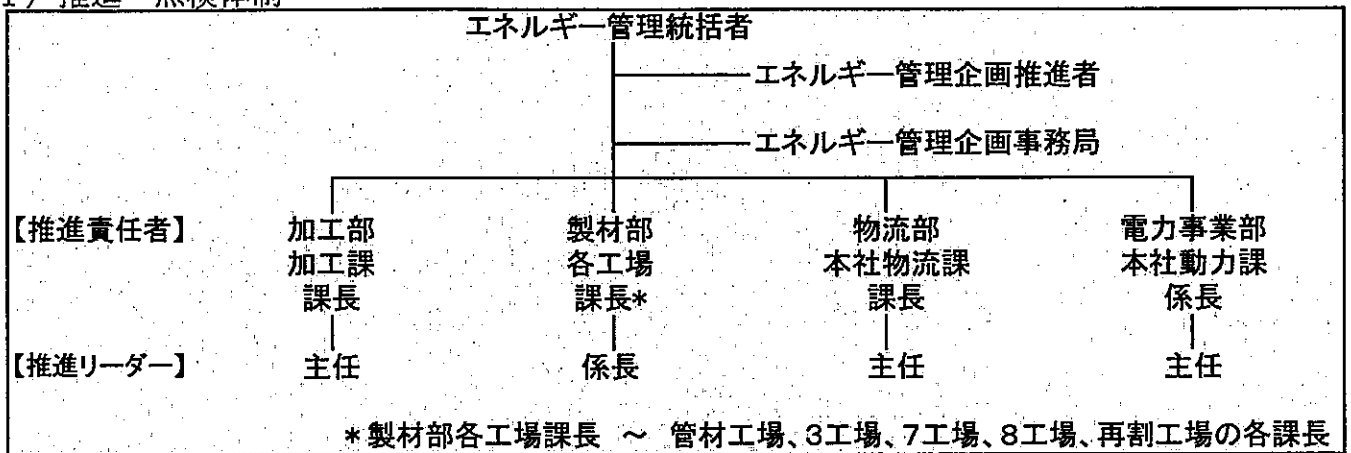 エネルギー管理統括者
エネルギー管理企画推進者
エネルギー管理企画事務局
【推進責任者】 加工部 製材部 物流部 電力事業部
加工課 各工場 本社物流課 本社動力課
課長 課長* 課長 係長
【推進リーダー】 主任 係長 主任 主任
*製材部各工場課長 ～ 管材工場、3工場、7工場、8工場、再割工場の各課長